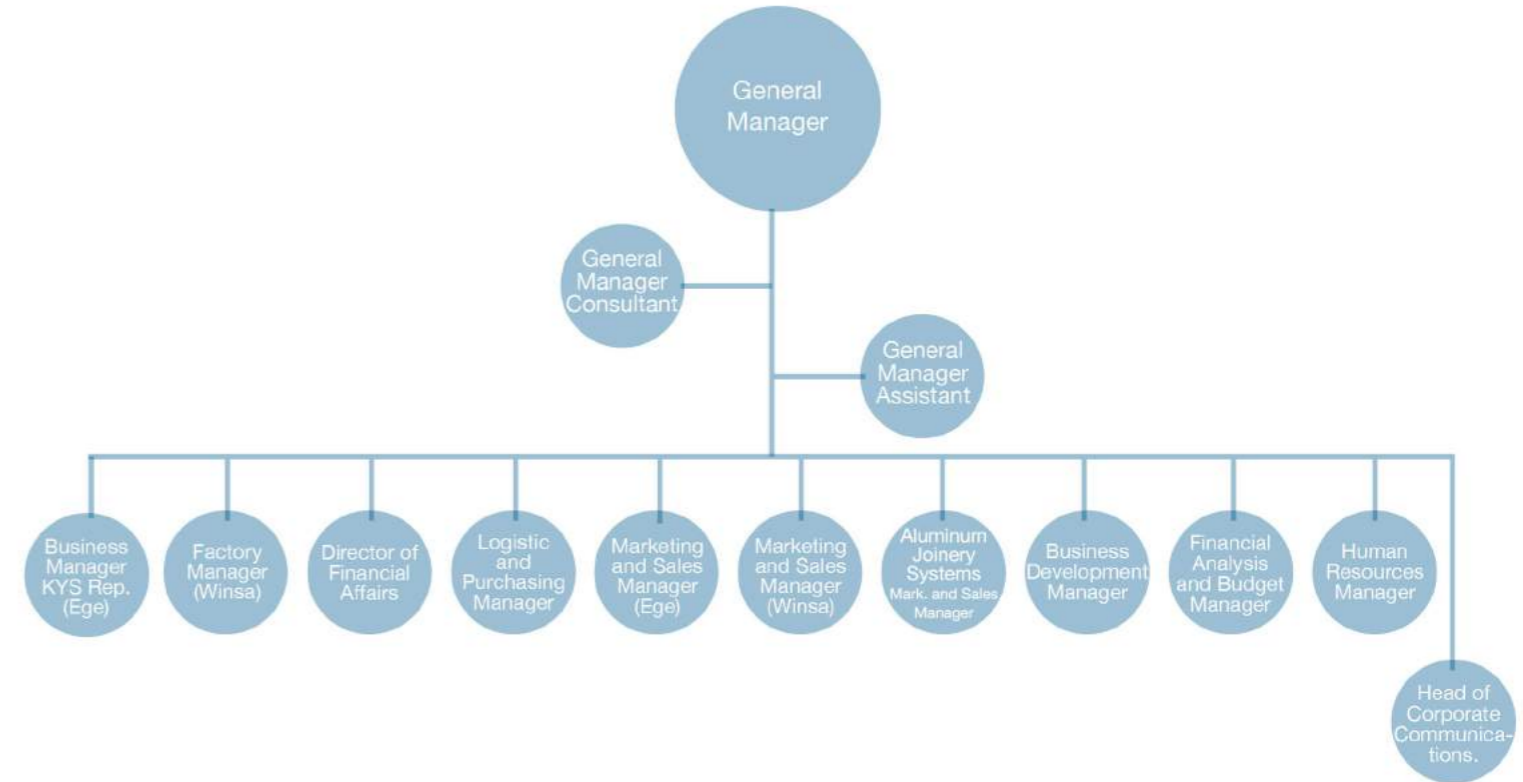 General
Manager
General
Manager
Consultant
General
Manager
Assistant
Business
Manager
KYS Rep.
(Ege)
Factory
Manager
(Winsa)
Director of
Financial
Affairs
Logistic
and
Purchasing
Manager
Marketing
and Sales
Manager
(Ege)
Marketing
and Sales
Manager
(Winsa)
Aluminum
Joinery
Systems
Mark. and Sales
Manager
Business
Development
Manager
Financial
Analysis
and Budget
Manager
Human
Resources
Manager
Head of
Corporate
Communica-
tions.